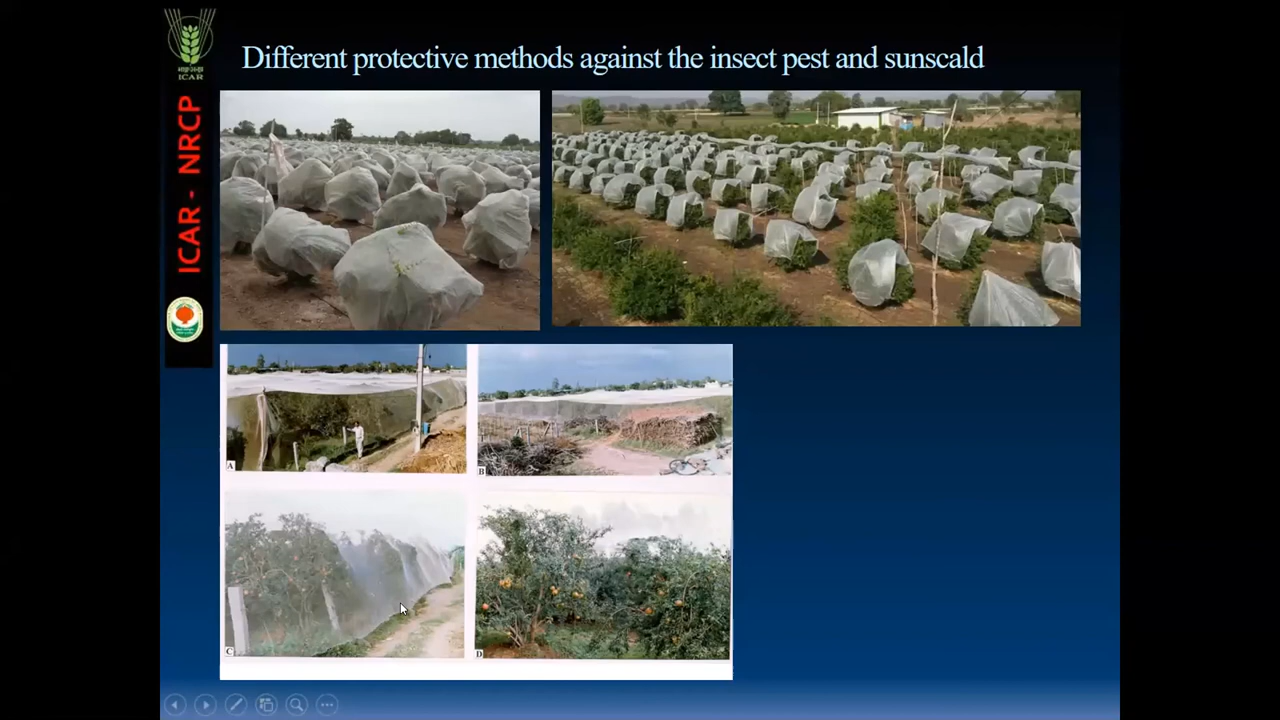 Different protective methods against the insect pest and sunscald
ICAR
ICAR - NRCP
A
B
C
D